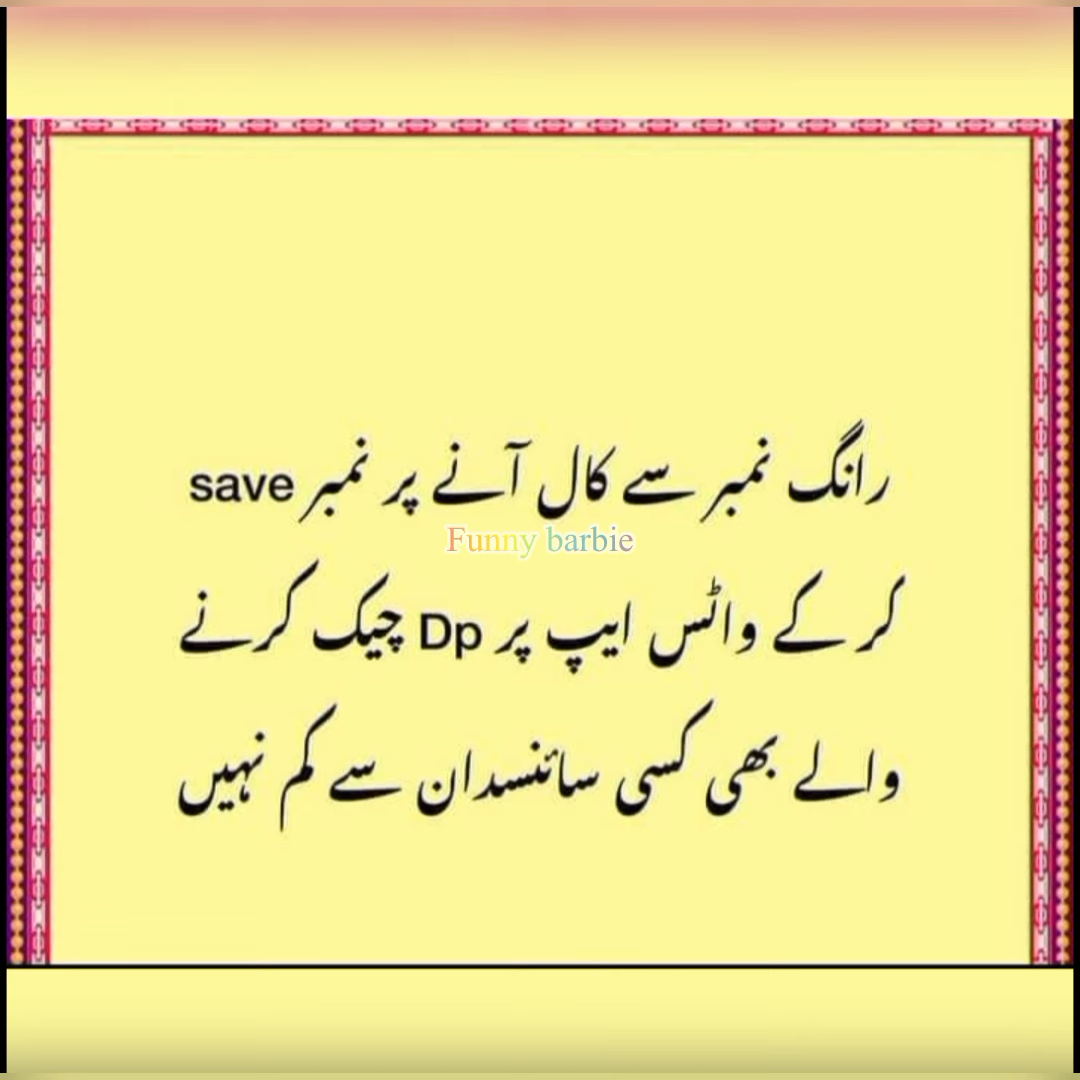 رانگ نمبر سے کال آنے پر نمبر save
Funny barbie
کر کے واٹس ایپ پر Dp چیک کرنے
والے بھی کسی سائنسدان سے کم نہیں